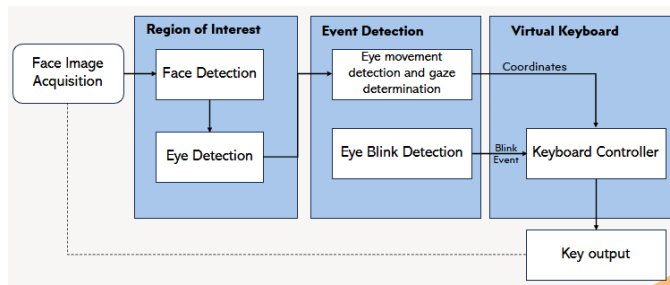 Region of Interest
Event Detection
Virtual Keyboard
Face Image
Acquisition
Face Detection
Eye movement
detection and gaze
determination
Coordinates
Eye Detection
Eye Blink Detection
Blink
Event
Keyboard Controller
Key output